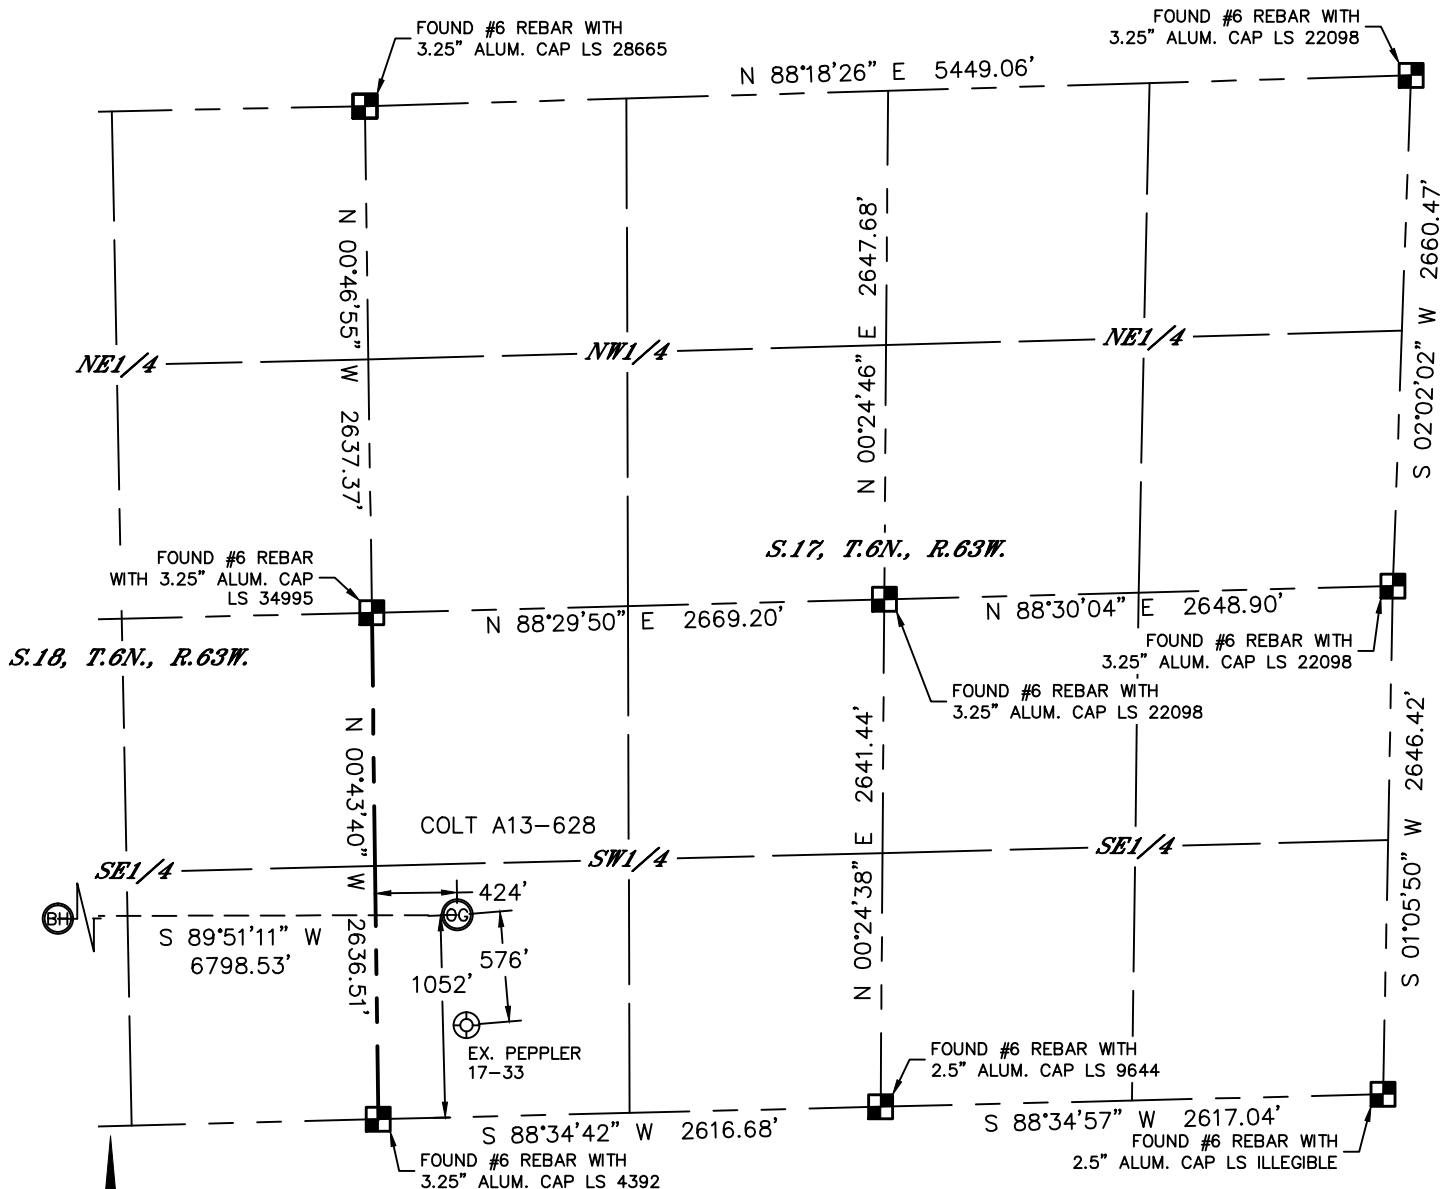 FOUND #6 REBAR WITH
3.25" ALUM. CAP LS 28665
FOUND #6 REBAR WITH
3.25" ALUM. CAP LS 22098
N 88°18'26" E 5449.06'
N 00°46'55" W 2637.37'
N 00°24'46" E 2647.68'
S 02°02'02" W 2660.47'
NE1/4
NW1/4
NE1/4
S.17, T.6N., R.63W.
FOUND #6 REBAR
WITH 3.25" ALUM. CAP
LS 34995
N 88°29'50" E 2669.20'
N 88°30'04" E 2648.90'
S.18, T.6N., R.63W.
FOUND #6 REBAR WITH
3.25" ALUM. CAP LS 22098
FOUND #6 REBAR WITH
3.25" ALUM. CAP LS 22098
N 00°43'40" W 2636.51'
N 00°24'38" E 2641.44'
S 01°05'50" W 2646.42'
COLT A13-628
SE1/4
SW1/4
SE1/4
424'
BH
OG
S 89°51'11" W
6798.53'
576'
1052'
EX. PEPPLER
17-33
FOUND #6 REBAR WITH
2.5" ALUM. CAP LS 9644
S 88°34'42" W 2616.68'
S 88°34'57" W 2617.04'
FOUND #6 REBAR WITH
2.5" ALUM. CAP LS ILLEGIBLE
FOUND #6 REBAR WITH
3.25" ALUM. CAP LS 4392